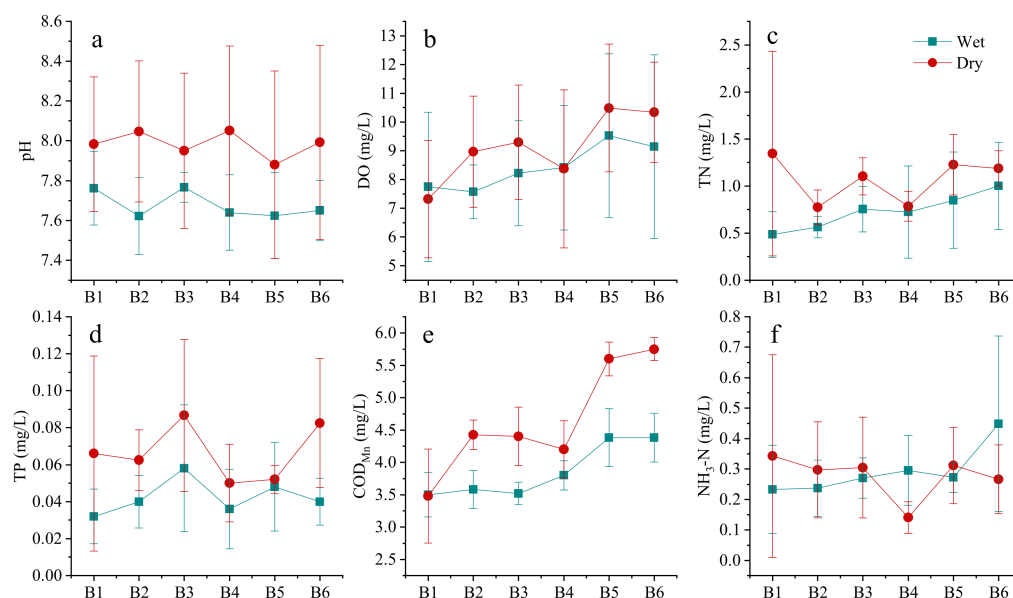 a
pH
8.6
8.4
8.2
8.0
7.8
7.6
7.4
B1 B2 B3 B4 B5 B6
b
DO (mg/L)
13
12
11
10
9
8
7
6
5
B1 B2 B3 B4 B5 B6
c
Wet
Dry
TN (mg/L)
2.5
2.0
1.5
1.0
0.5
0.0
B1 B2 B3 B4 B5 B6
d
TP (mg/L)
0.14
0.12
0.10
0.08
0.06
0.04
0.02
0.00
B1 B2 B3 B4 B5 B6
e
COD_Mn (mg/L)
6.0
5.5
5.0
4.5
4.0
3.5
3.0
2.5
B1 B2 B3 B4 B5 B6
f
NH₃-N (mg/L)
0.8
0.7
0.6
0.5
0.4
0.3
0.2
0.1
0.0
B1 B2 B3 B4 B5 B6